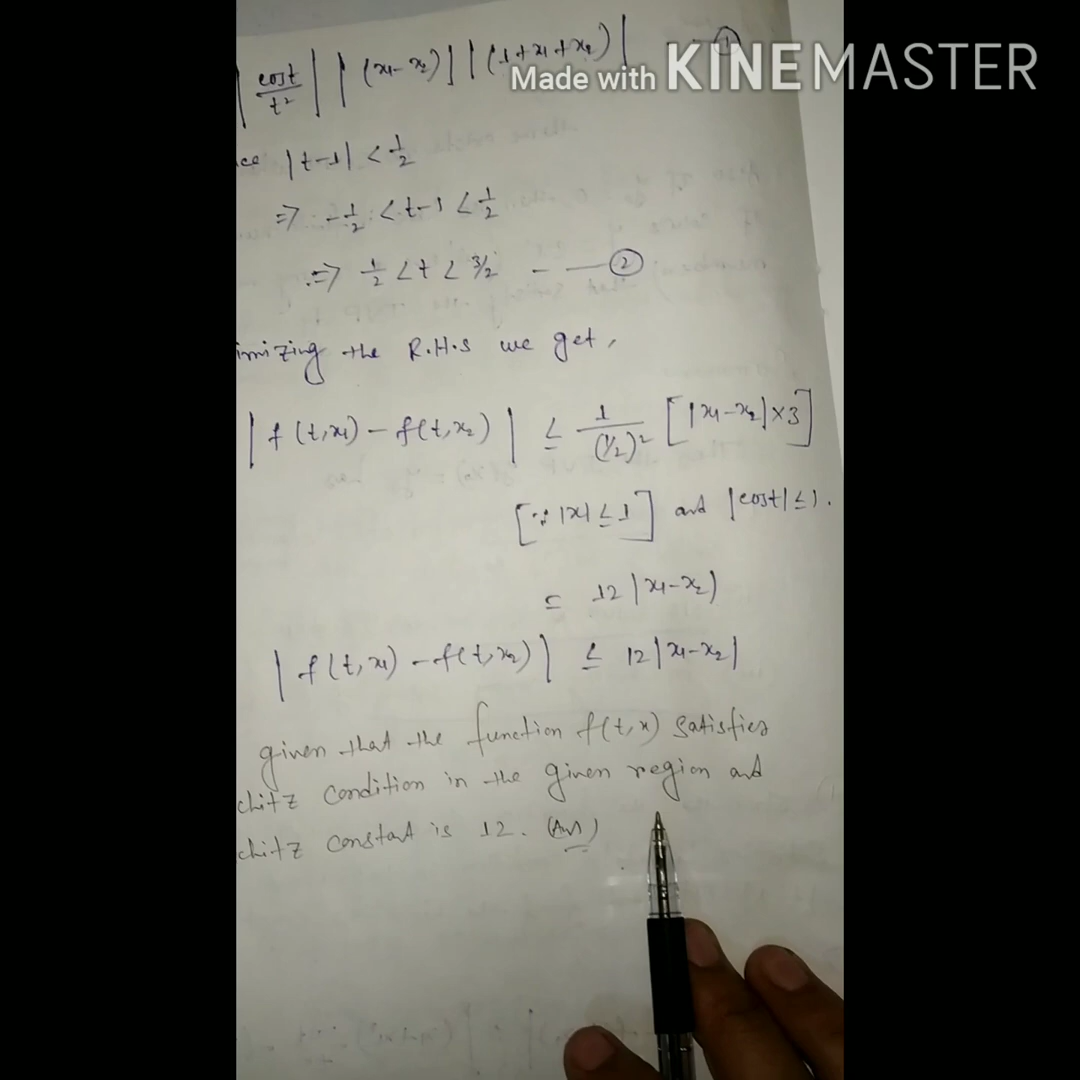 Made with KINEMASTER
| cost/t² | | (x₁ - x₂) | | (1 + x₁ + x₂) | - ①
ce |t-1| < 1/2
⇒ -1/2 < t-1 < 1/2
⇒ 1/2 < t < 3/2 - — ②
imizing the R.H.S we get,
| f(t,x₁) - f(t,x₂) | ≤ 1/(1/2)² [ |x₁-x₂| × 3 ]
[∵ |x| ≤ 1] and |cost| ≤ 1.
= 12 |x₁-x₂)
| f(t,x₁) - f(t,x₂) | ≤ 12 |x₁-x₂|
given that the function f(t,x) satisfies
chitz condition in the given region and
chitz constant is 12. (Ans)